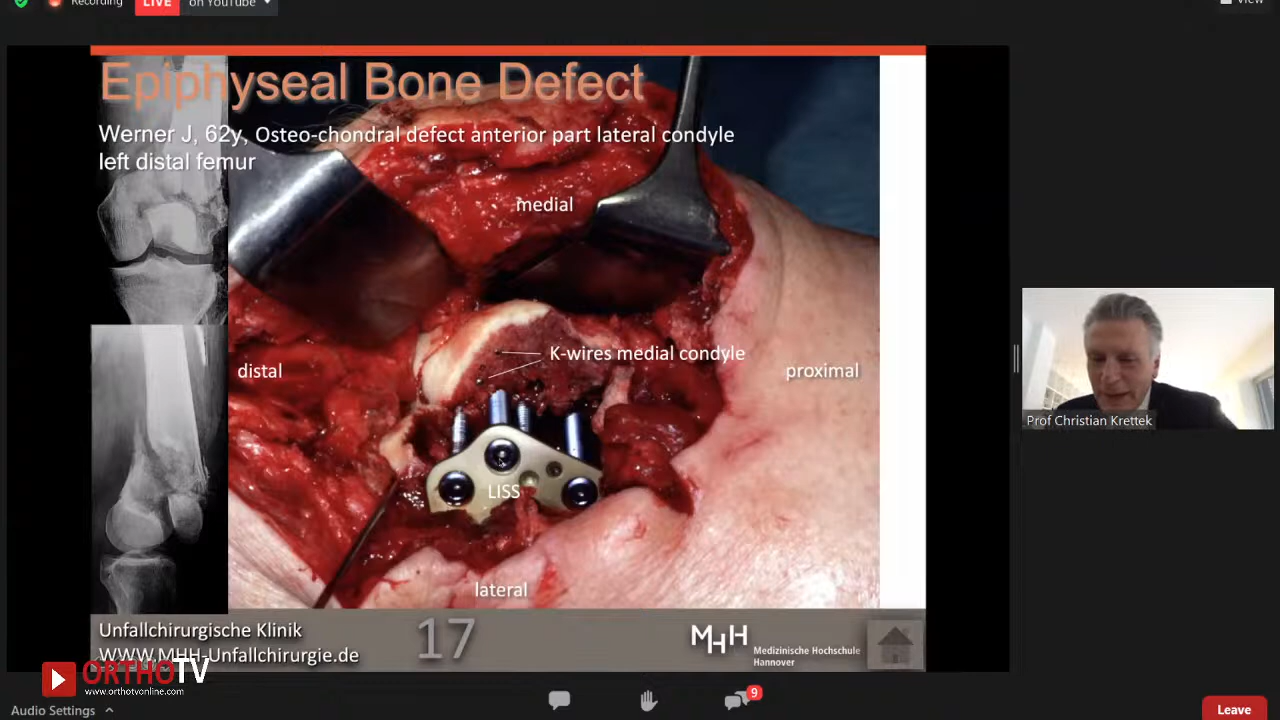 Recording
LIVE
on YouTube
View
Epiphyseal Bone Defect
Werner J, 62y, Osteo-chondral defect anterior part lateral condyle
left distal femur
medial
K-wires medial condyle
distal
proximal
LISS
lateral
Prof Christian Krettek
Unfallchirurgische Klinik
WWW.MHH-Unfallchirurgie.de
17
MHH
Medizinische Hochschule
Hannover
ORTHOTV
www.orthotvonline.com
Audio Settings
9
Leave